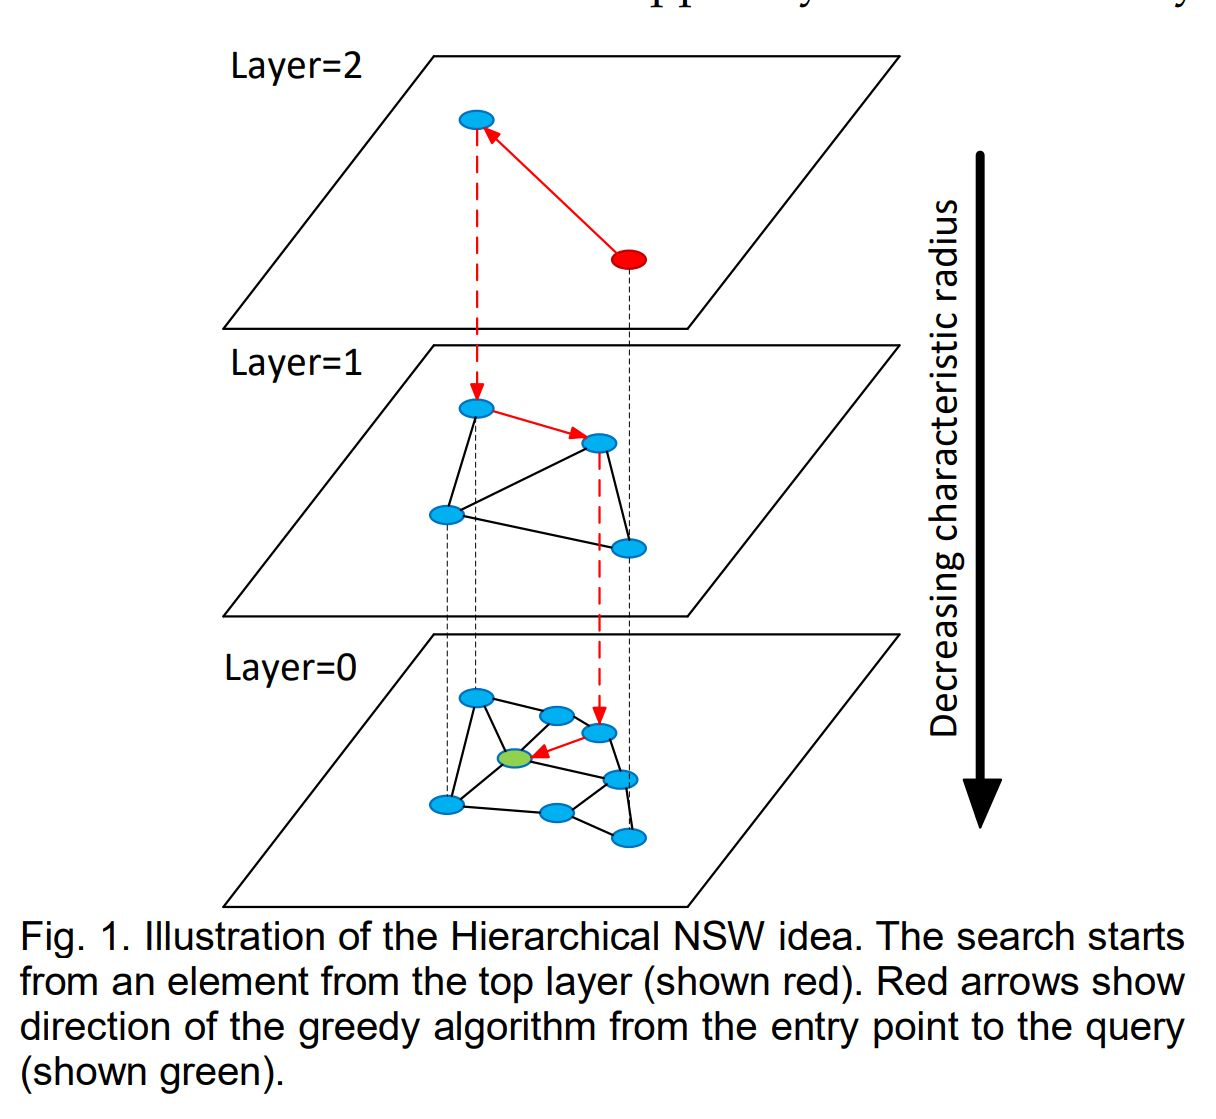 Layer=2
Layer=1
Layer=0
Decreasing characteristic radius
Fig. 1. Illustration of the Hierarchical NSW idea. The search starts
from an element from the top layer (shown red). Red arrows show
direction of the greedy algorithm from the entry point to the query
(shown green).